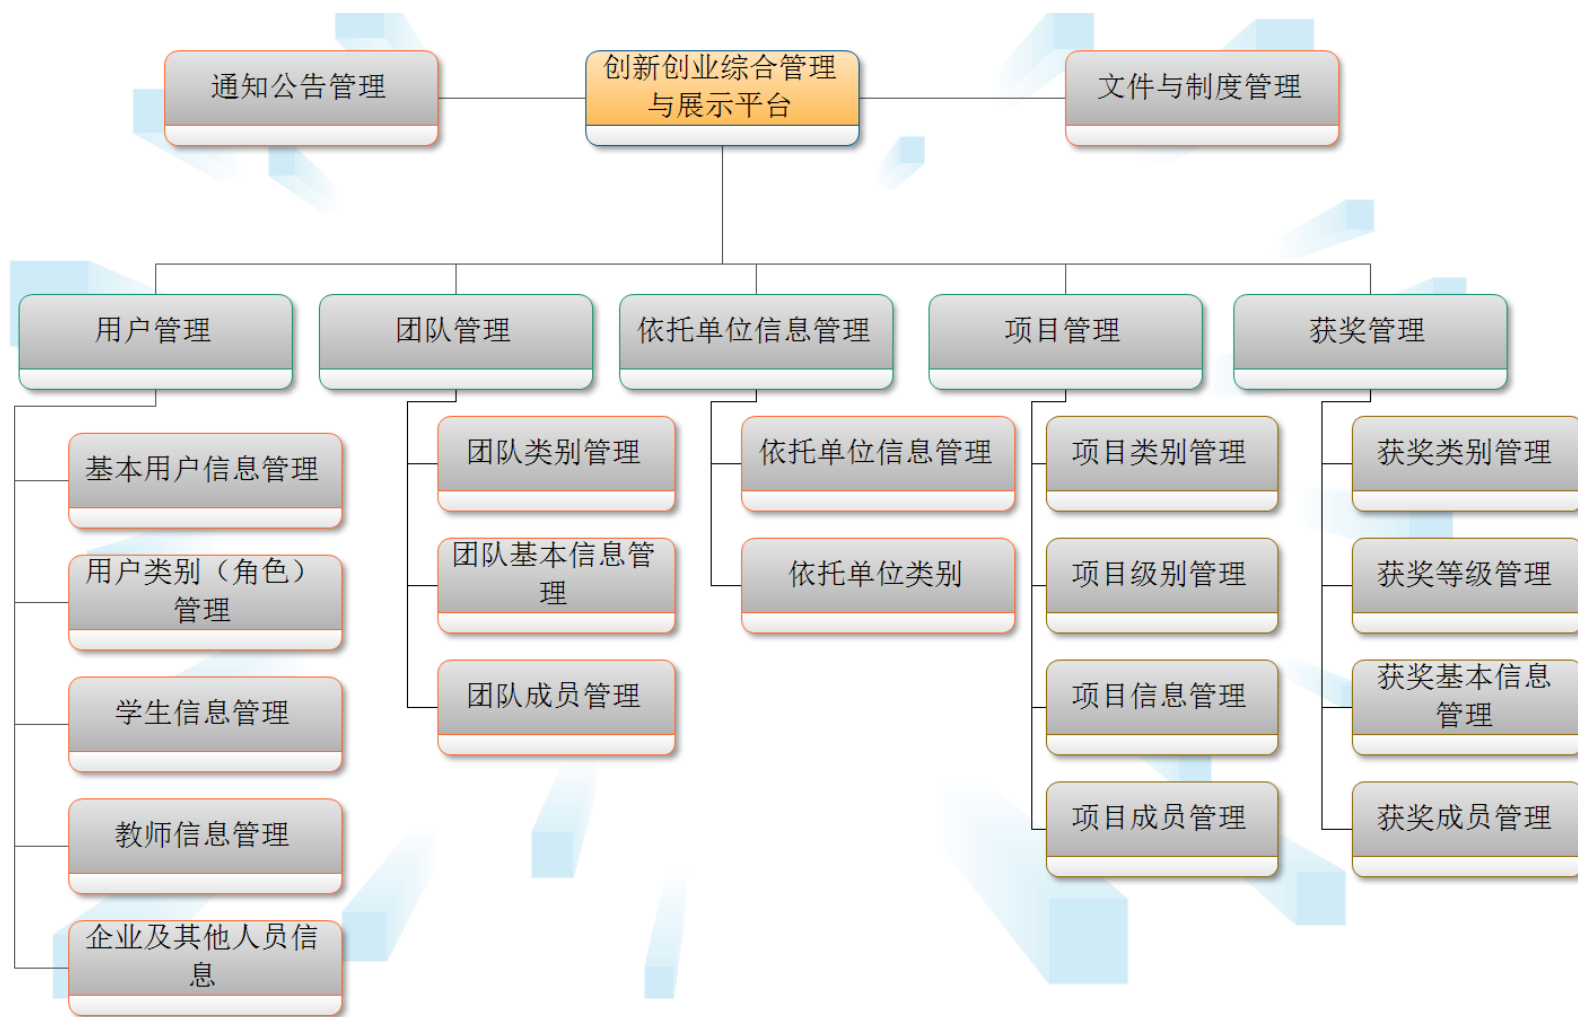 通知公告管理
创新创业综合管理
与展示平台
文件与制度管理
用户管理
团队管理
依托单位信息管理
项目管理
获奖管理
基本用户信息管理
用户类别（角色）
管理
学生信息管理
教师信息管理
企业及其他人员信
息
团队类别管理
团队基本信息管
理
团队成员管理
依托单位信息管理
依托单位类别
项目类别管理
项目级别管理
项目信息管理
项目成员管理
获奖类别管理
获奖等级管理
获奖基本信息
管理
获奖成员管理